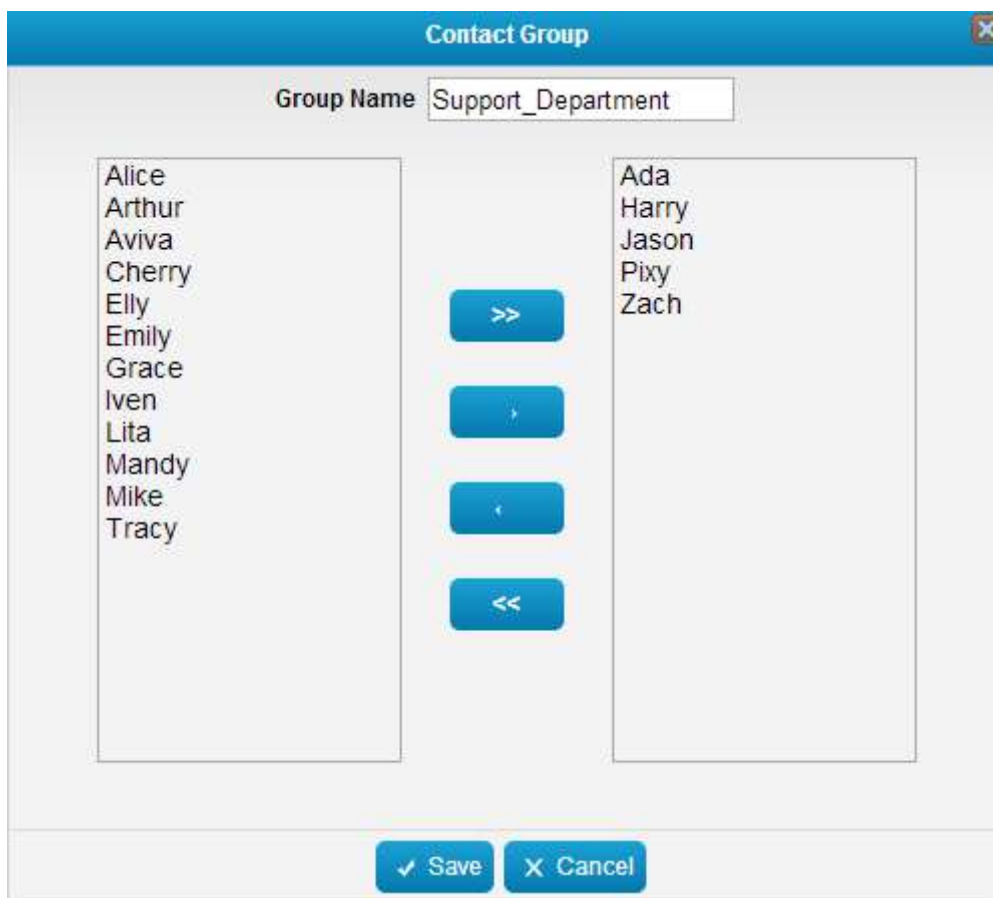 Contact Group
Group Name Support_Department
Alice
Arthur
Aviva
Cherry
Elly
Emily
Grace
Iven
Lita
Mandy
Mike
Tracy
>>
›
‹
<<
Ada
Harry
Jason
Pixy
Zach
Save
Cancel